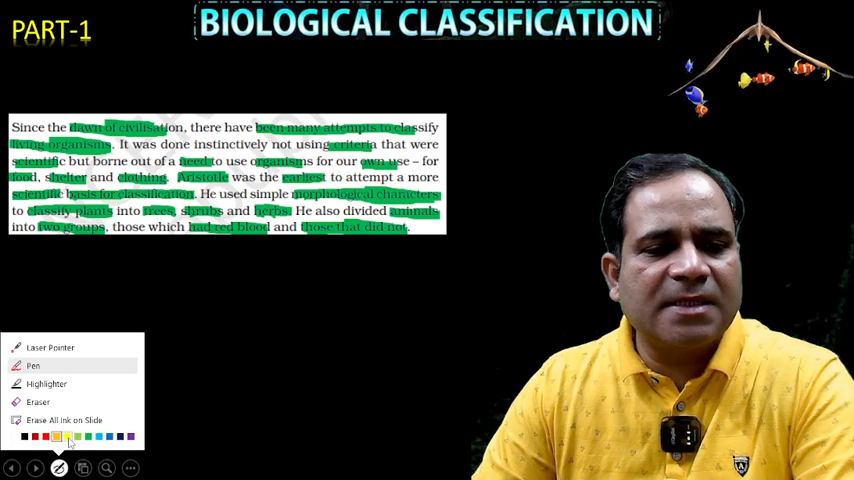 PART-1
BIOLOGICAL CLASSIFICATION
Since the dawn of civilisation, there have been many attempts to classify
living organisms. It was done instinctively not using criteria that were
scientific but borne out of a need to use organisms for our own use – for
food, shelter and clothing. Aristotle was the earliest to attempt a more
scientific basis for classification. He used simple morphological characters
to classify plants into trees, shrubs and herbs. He also divided animals
into two groups, those which had red blood and those that did not.
Laser Pointer
Pen
Highlighter
Eraser
Erase All Ink on Slide